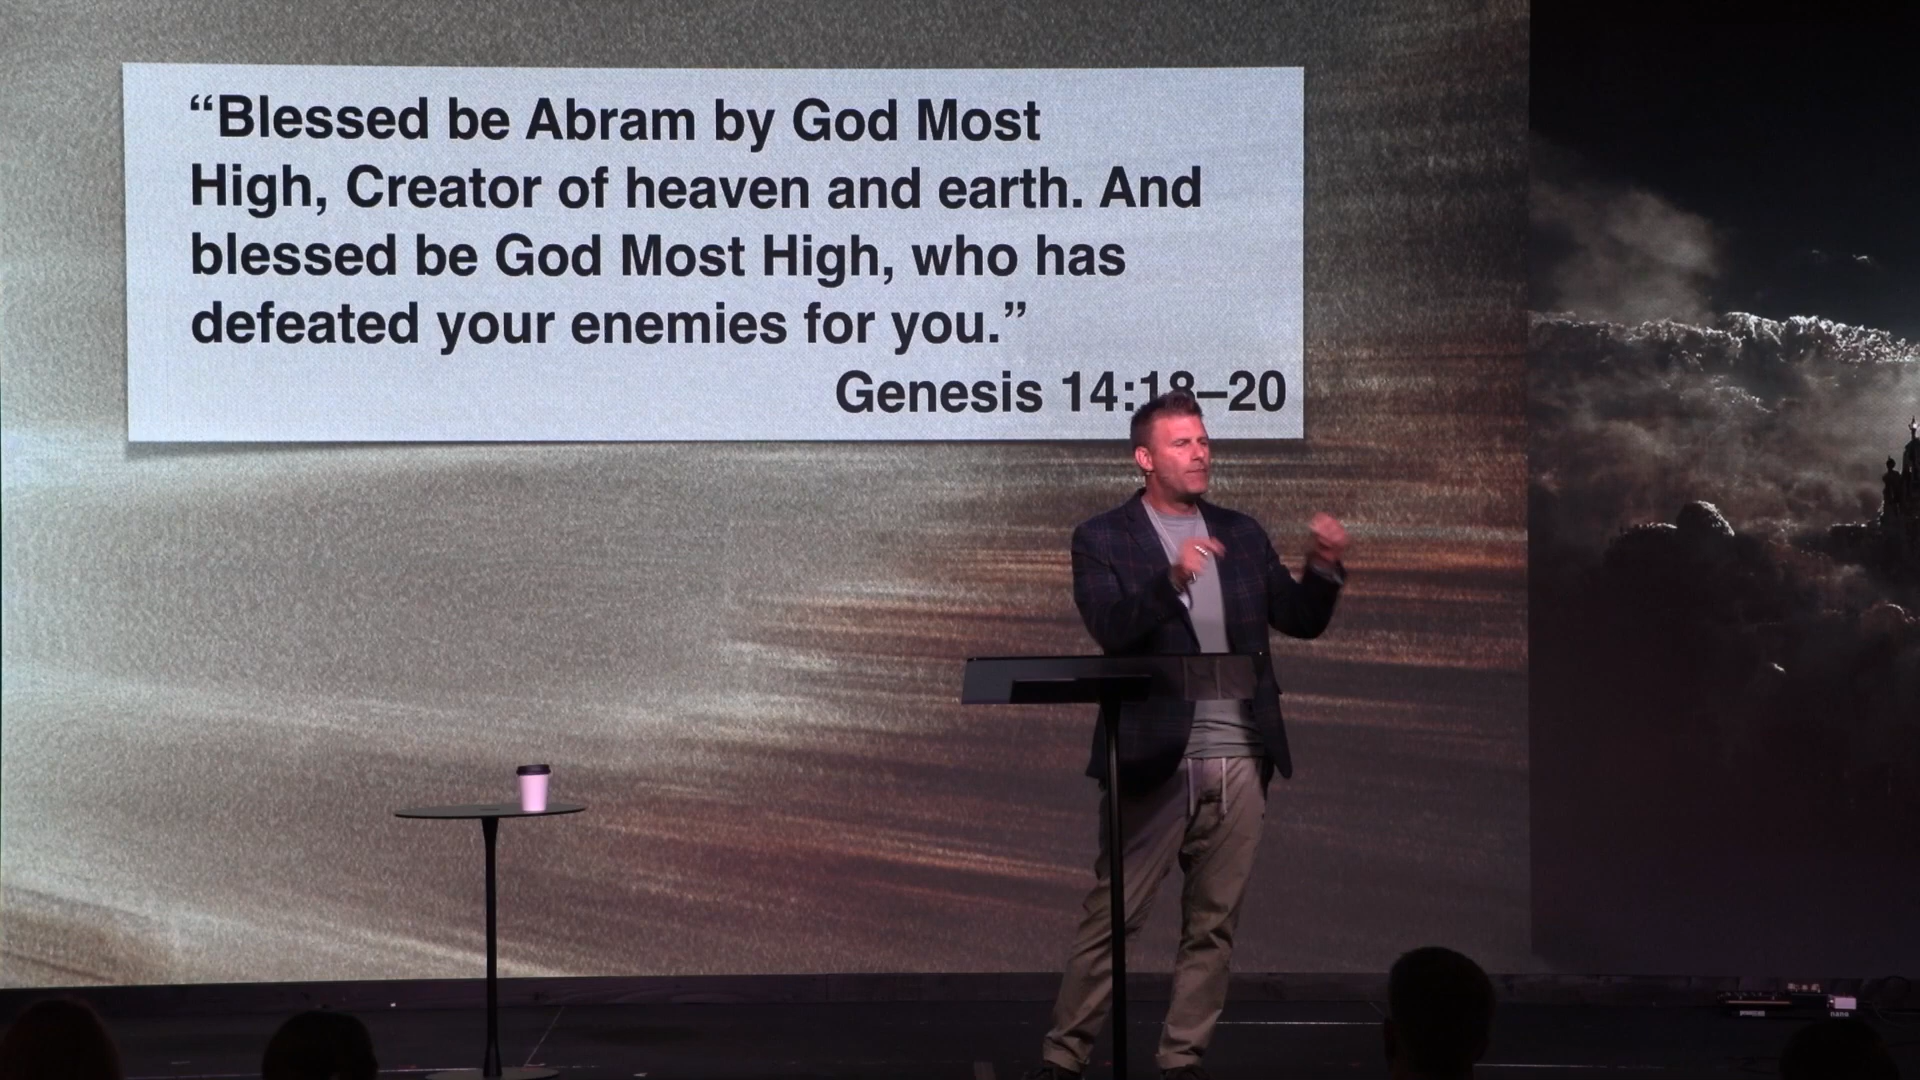 “Blessed be Abram by God Most
High, Creator of heaven and earth. And
blessed be God Most High, who has
defeated your enemies for you.”
Genesis 14:18–20
nana